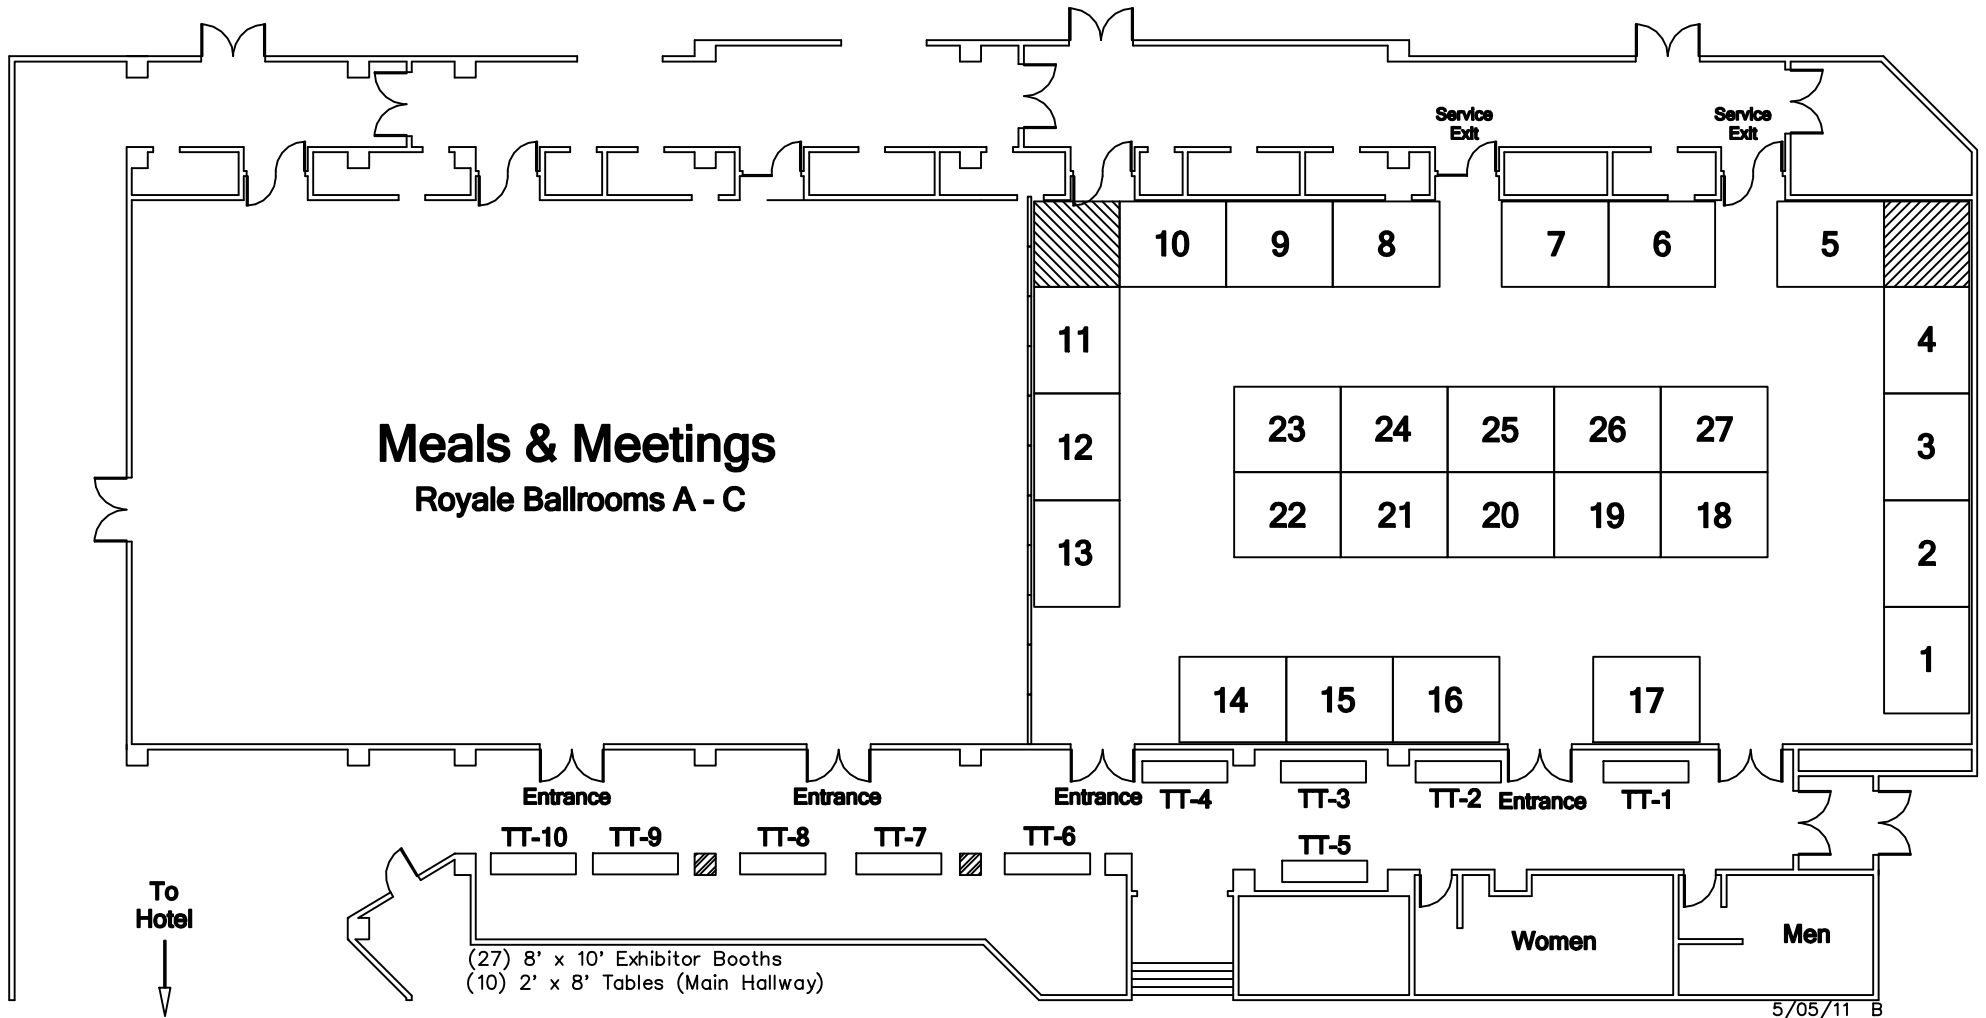 Service
Exit
Service
Exit
10
9
8
7
6
5
11
4
Meals & Meetings
Royale Ballrooms A - C
23
24
25
26
27
12
3
22
21
20
19
18
13
2
1
14
15
16
17
Entrance
Entrance
Entrance
TT-4
TT-3
TT-2
Entrance
TT-1
TT-10
TT-9
TT-8
TT-7
TT-6
TT-5
To
Hotel
Women
Men
(27) 8' x 10' Exhibitor Booths
(10) 2' x 8' Tables (Main Hallway)
5/05/11 B